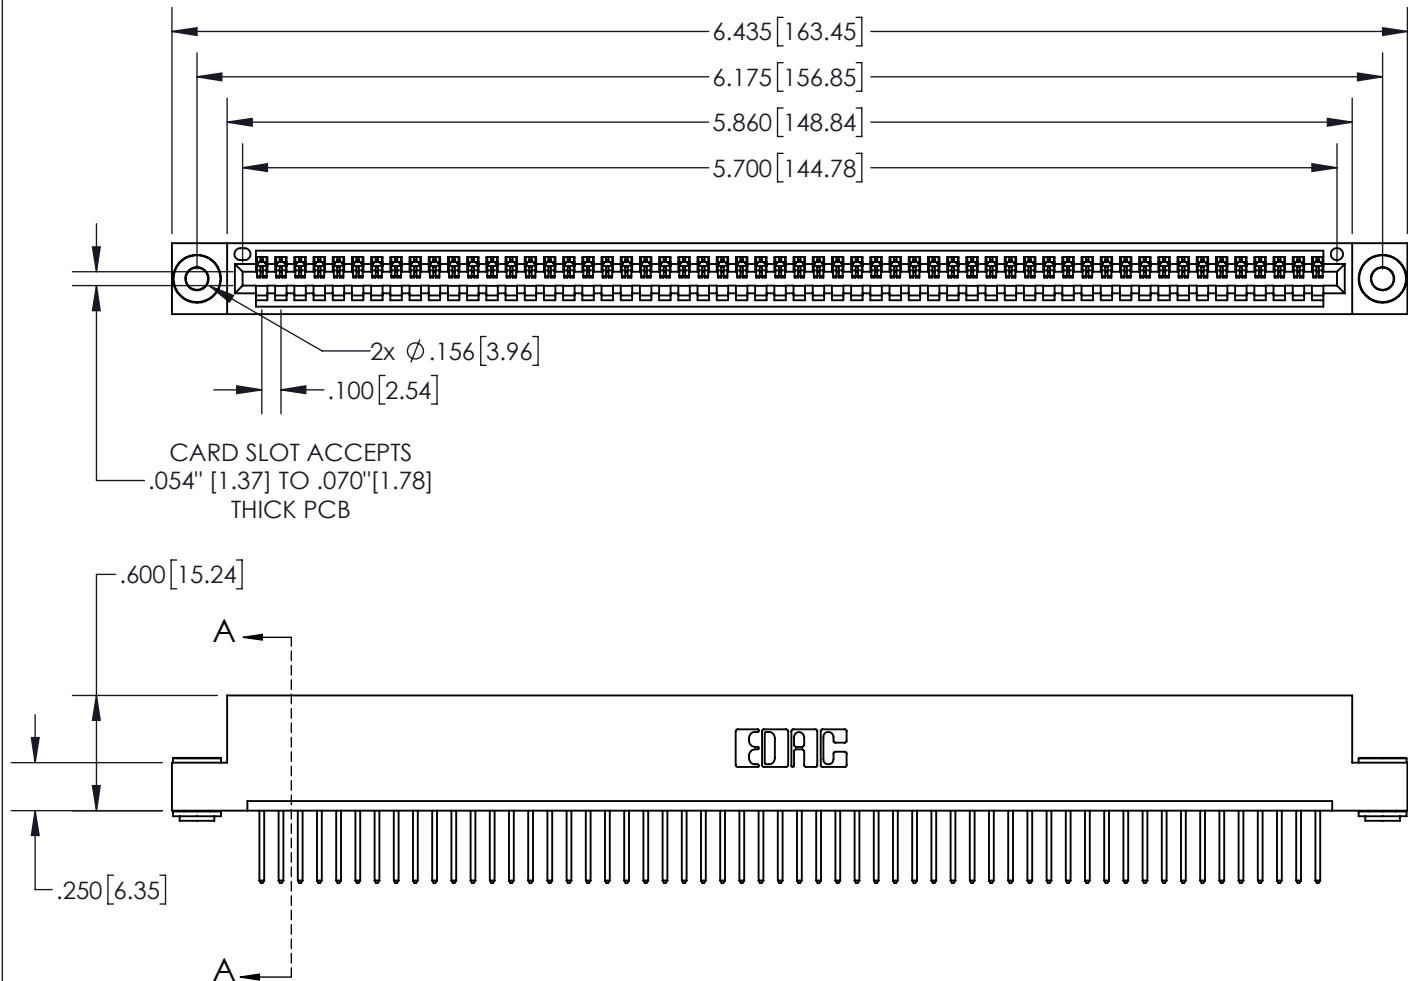 6.435[163.45]
6.175[156.85]
5.860[148.84]
5.700[144.78]
2x Ø.156[3.96]
.100[2.54]
CARD SLOT ACCEPTS
.054" [1.37] TO .070"[1.78]
THICK PCB
.600[15.24]
A
EDAC
.250[6.35]
A